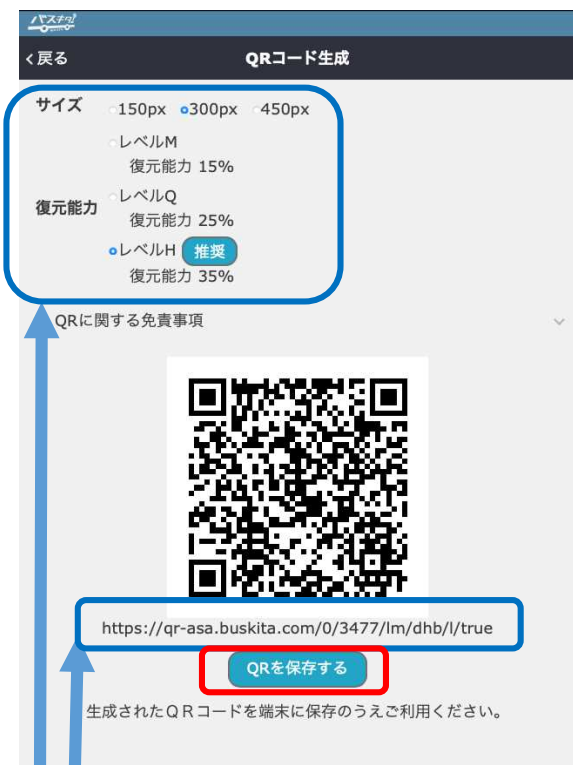 バスキタ!
く戻る
QRコード生成
サイズ
150px 300px 450px
レベルM
復元能力 15%
復元能力
レベルQ
復元能力 25%
レベルH 推奨
復元能力 35%
QRに関する免責事項
https://qr-asa.buskita.com/0/3477/lm/dhb/l/true
QRを保存する
生成されたQRコードを端末に保存のうえご利用ください。